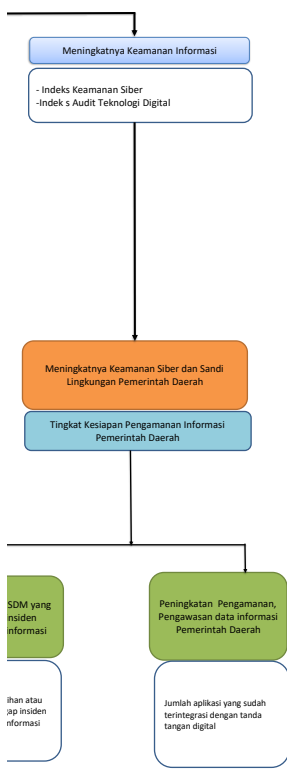 Meningkatnya Keamanan Informasi
- Indeks Keamanan Siber
-Indek s Audit Teknologi Digital
Meningkatnya Keamanan Siber dan Sandi
Lingkungan Pemerintah Daerah
Tingkat Kesiapan Pengamanan Informasi
Pemerintah Daerah
SDM yang
nsiden
nformasi
ihan atau
gap insiden
nformasi
Peningkatan Pengamanan,
Pengawasan data informasi
Pemerintah Daerah
Jumlah aplikasi yang sudah
terintegrasi dengan tanda
tangan digital